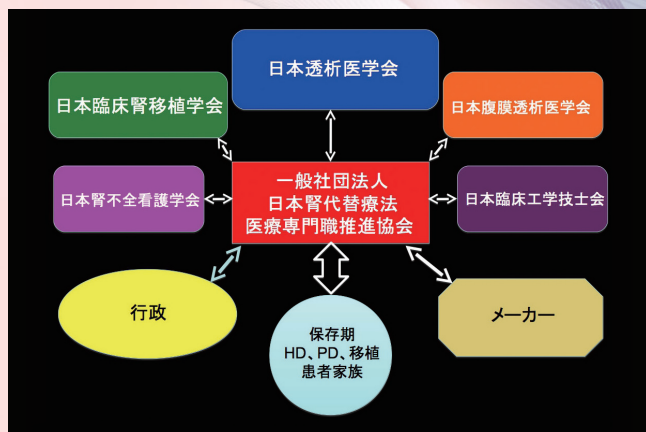 日本透析医学会
日本臨床腎移植学会
日本腹膜透析医学会
一般社団法人
日本腎代替療法
医療専門職推進協会
日本腎不全看護学会
日本臨床工学技士会
行政
保存期
HD、PD、移植
患者家族
メーカー